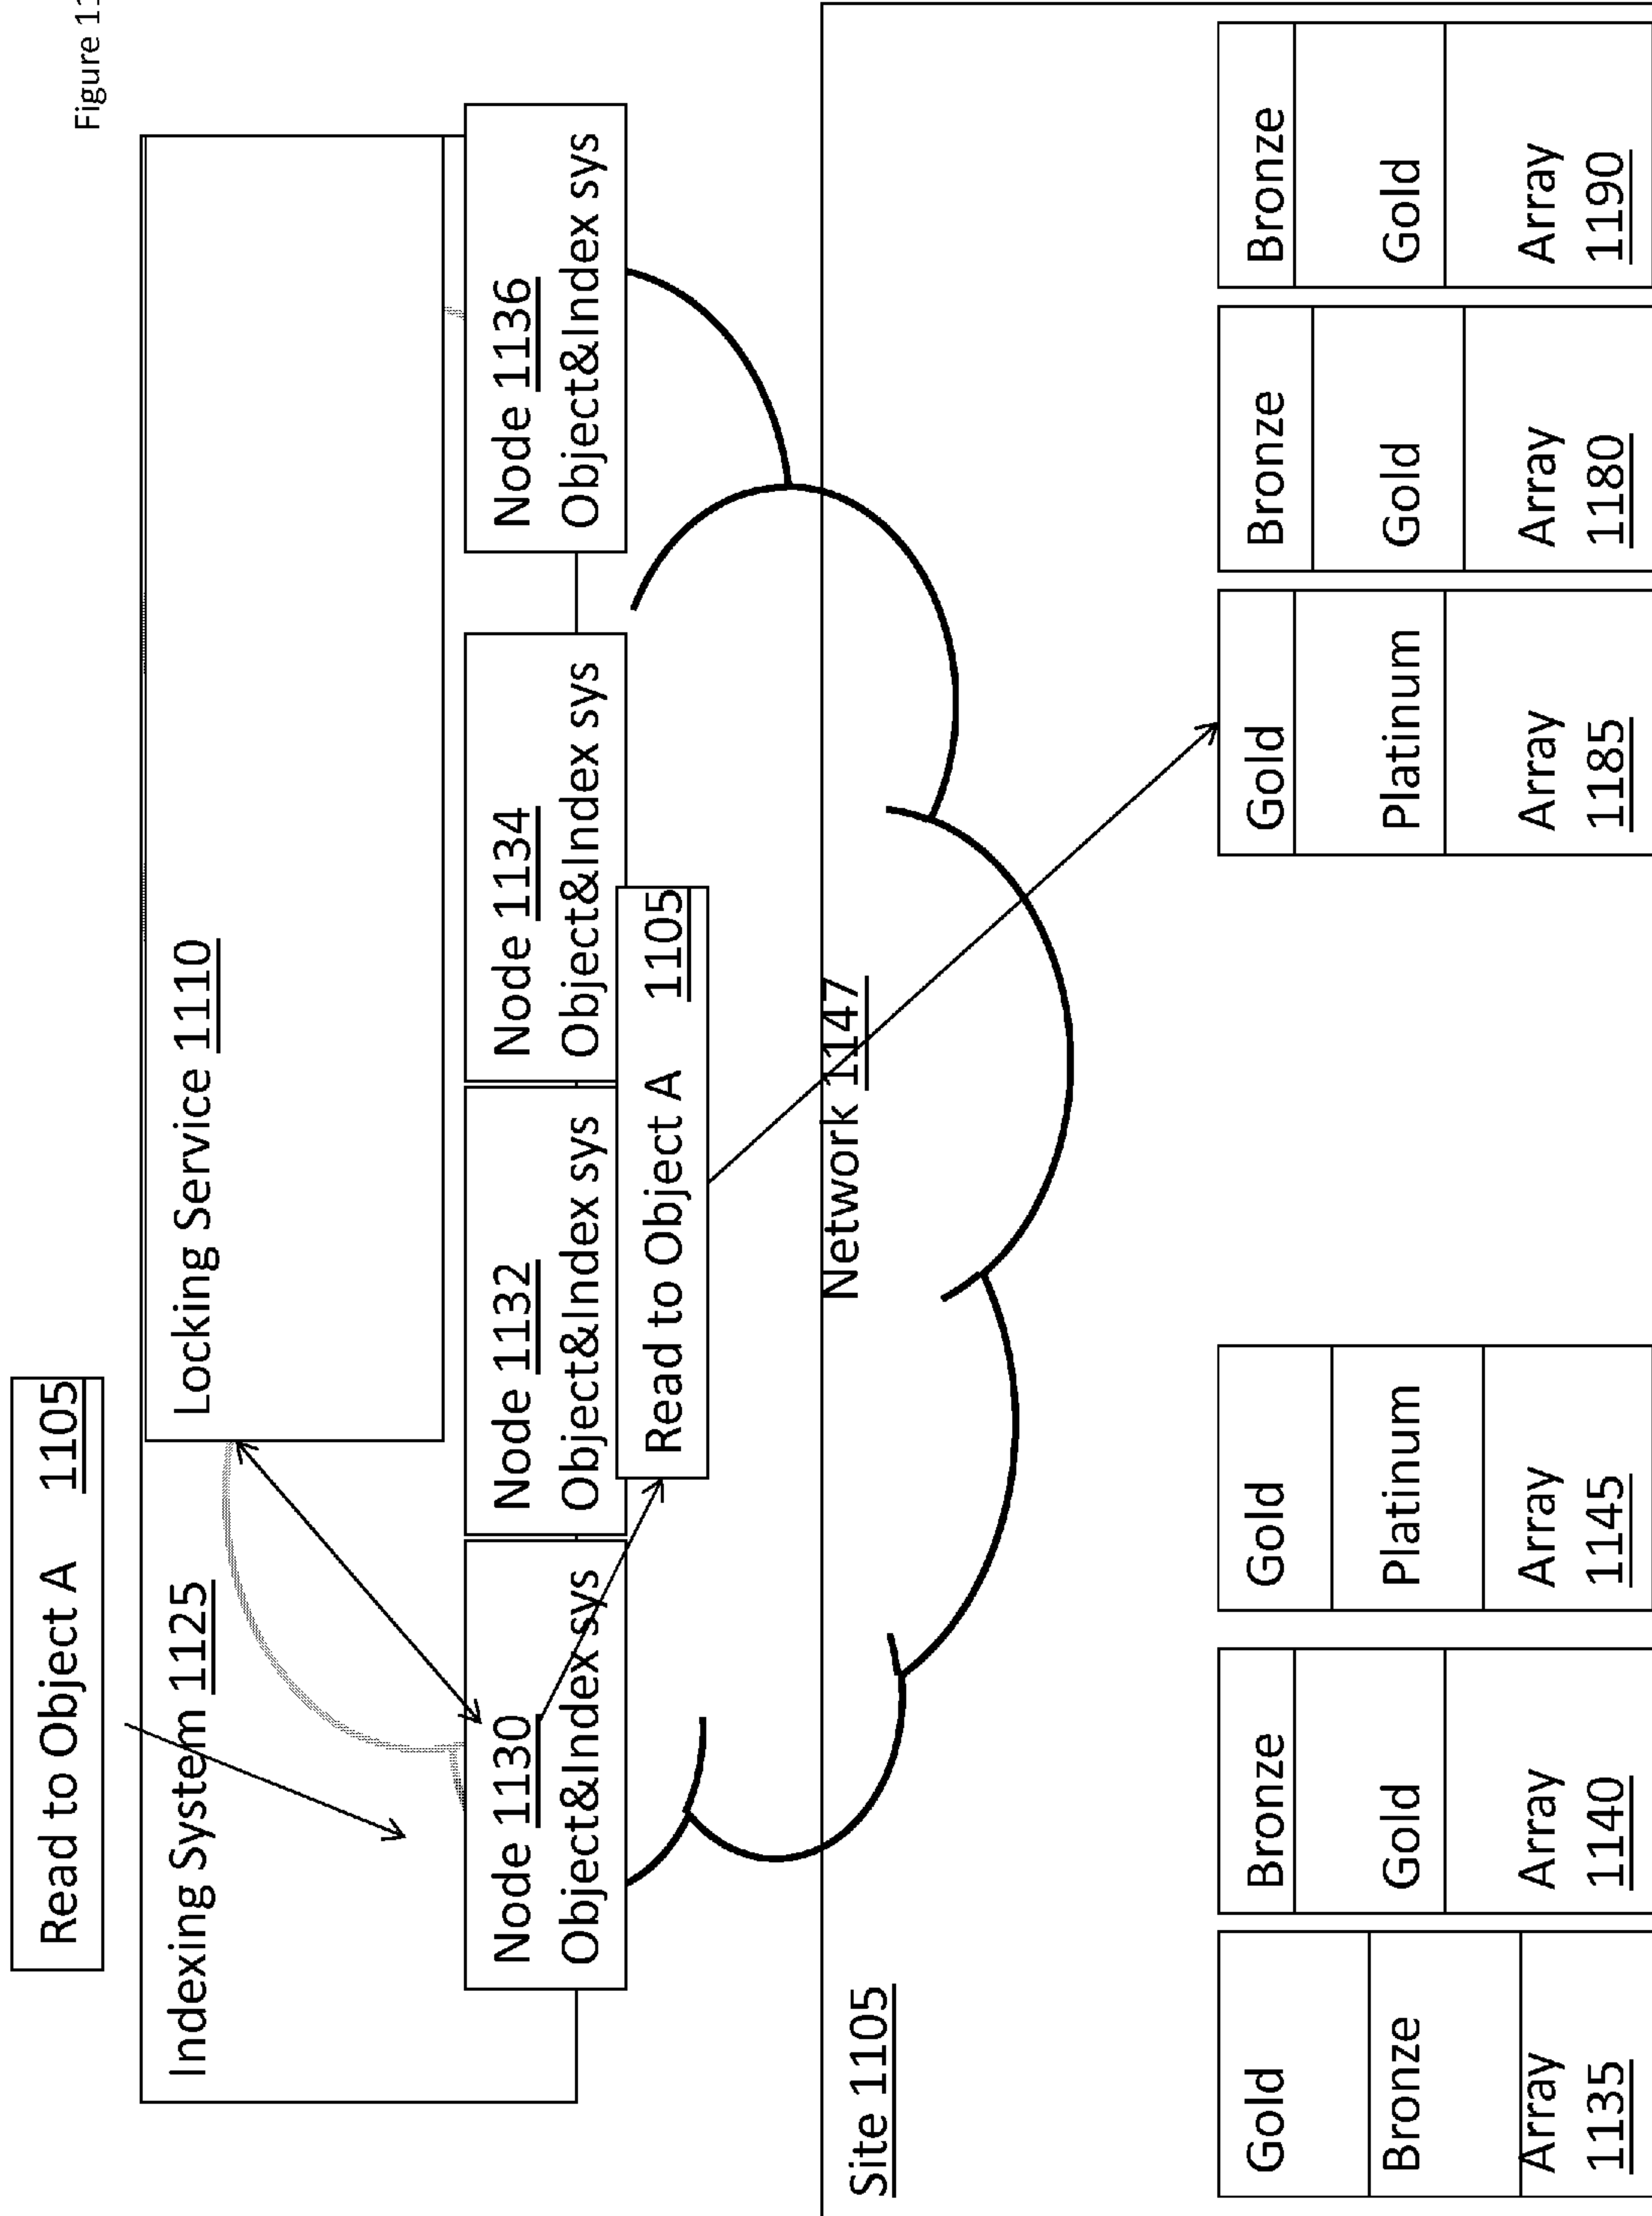 Figure 11
Read to Object A 1105
Indexing System 1125
Locking Service 1110
Node 1130
Object&Index sys
Node 1132
Object&Index sys
Node 1134
Object&Index sys
Node 1136
Object&Index sys
Read to Object A 1105
Network 1147
Site 1105
Gold
Bronze
Array
1135
Bronze
Gold
Array
1140
Gold
Platinum
Array
1145
Gold
Platinum
Array
1185
Bronze
Gold
Array
1180
Bronze
Gold
Array
1190